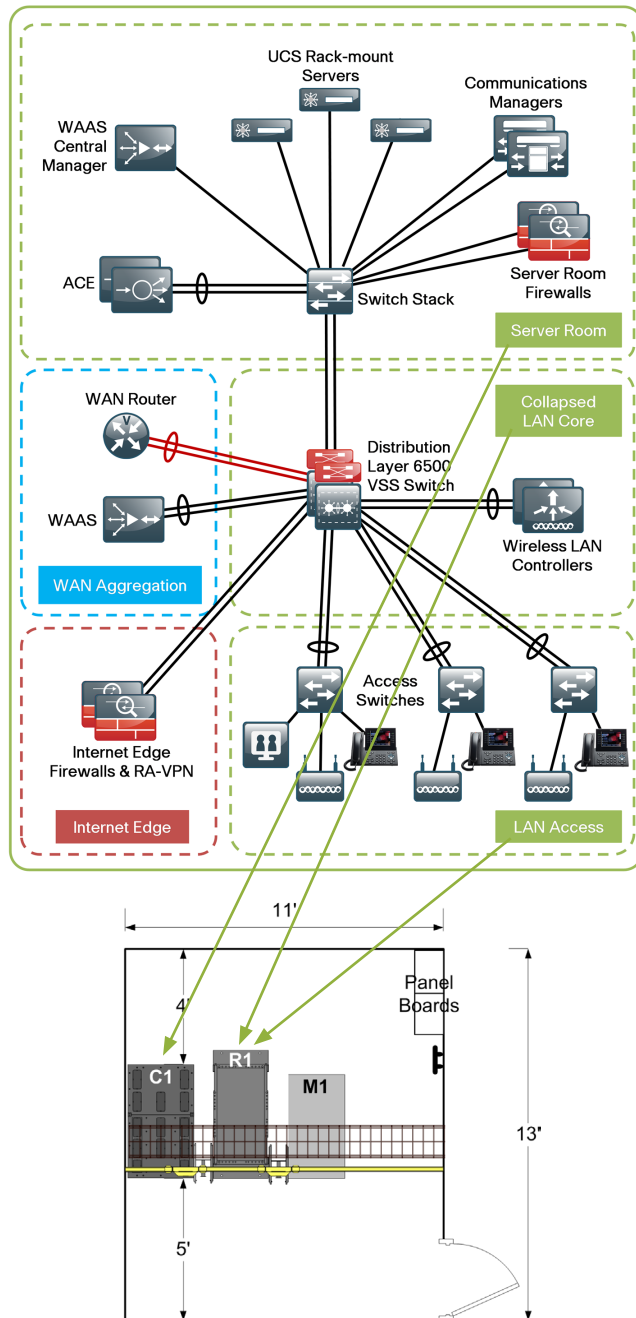 UCS Rack-mount
Servers
Communications
Managers
WAAS
Central
Manager
ACE
Switch Stack
Server Room
Firewalls
Server Room
WAN Router
V
WAAS
WAN Aggregation
Collapsed
LAN Core
Distribution
Layer 6500
VSS Switch
Wireless LAN
Controllers
Internet Edge
Firewalls & RA-VPN
Internet Edge
Access
Switches
LAN Access
11'
Panel
Boards
4'
C1
R1
M1
13'
5'